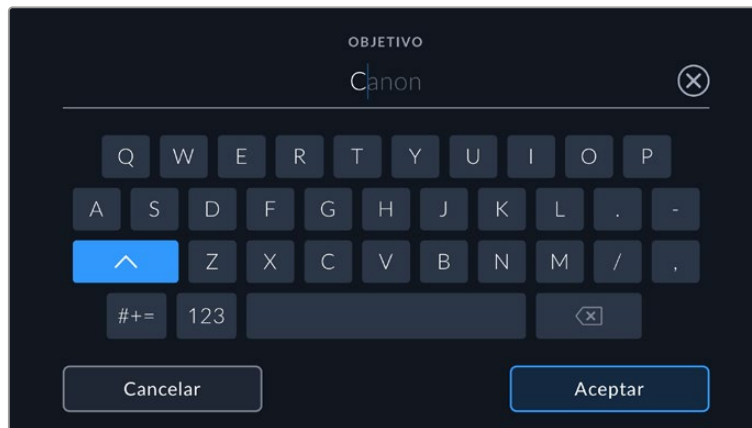 OBJETIVO
Canon
Q W E R T Y U I O P
A S D F G H J K L . -
Z X C V B N M / ,
#+= 123
Cancelar Aceptar